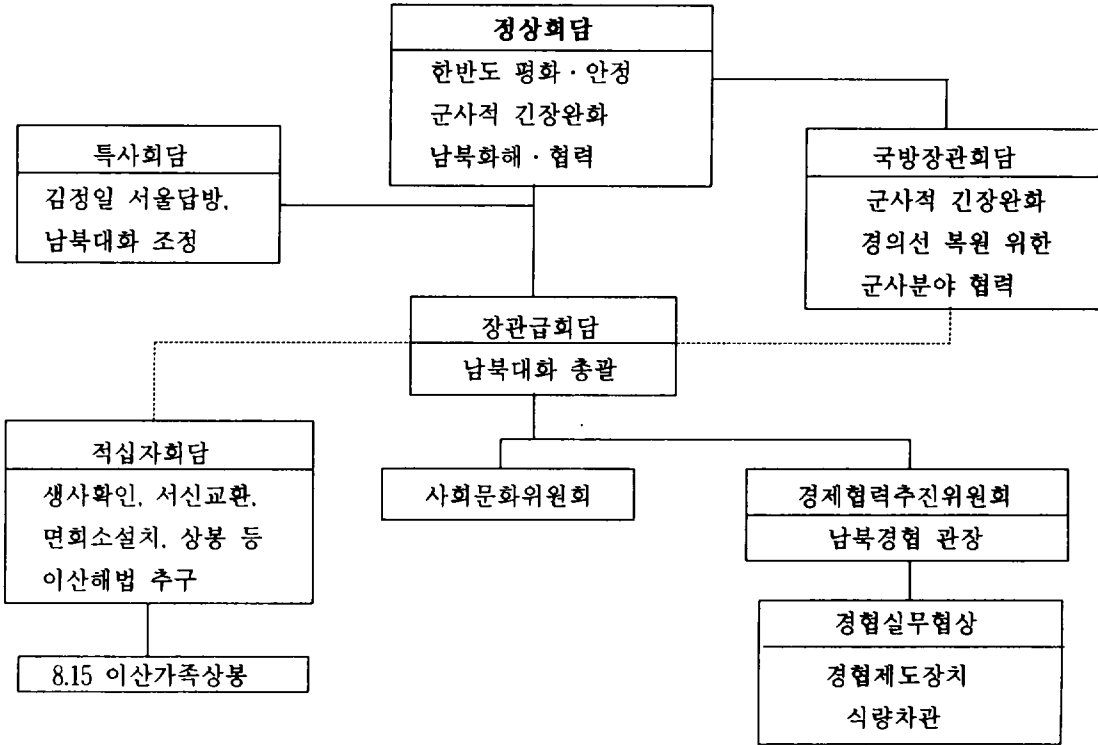 정상회담
한반도 평화·안정
군사적 긴장완화
남북화해·협력
특사회담
김정일 서울답방,
남북대화 조정
국방장관회담
군사적 긴장완화
경의선 복원 위한
군사분야 협력
장관급회담
남북대화 총괄
적십자회담
생사확인, 서신교환,
면회소설치, 상봉 등
이산해법 추구
8.15 이산가족상봉
사회문화위원회
경제협력추진위원회
남북경협 관장
경협실무협상
경협제도장치
식량차관